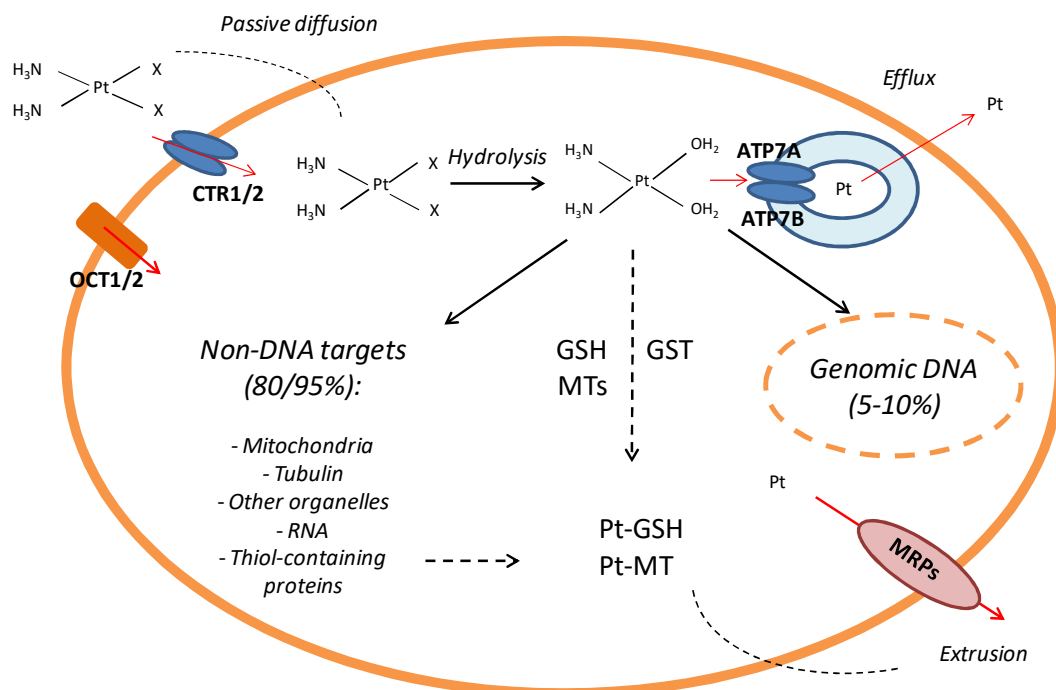 Passive diffusion
H₃N
X
Pt
H₃N
X
CTR1/2
OCT1/2
H₃N
X
Pt
H₃N
X
Hydrolysis
H₃N
OH₂
Pt
H₃N
OH₂
ATP7A
ATP7B
Pt
Efflux
Pt
Non-DNA targets
(80/95%):
- Mitochondria
- Tubulin
- Other organelles
- RNA
- Thiol-containing
proteins
GSH
MTs
GST
Genomic DNA
(5-10%)
Pt-GSH
Pt-MT
Pt
MRPs
Extrusion